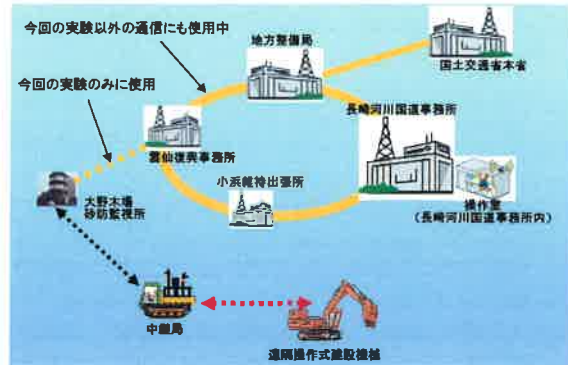 今回の実験以外の通信にも使用中
地方整備局
国土交通省本省
今回の実験のみに使用
長崎河川国道事務所
雲仙復興事務所
小浜維持出張所
大野木場
砂防監視所
操作室
(長崎河川国道事務所内)
中継局
遠隔操作式建設機械